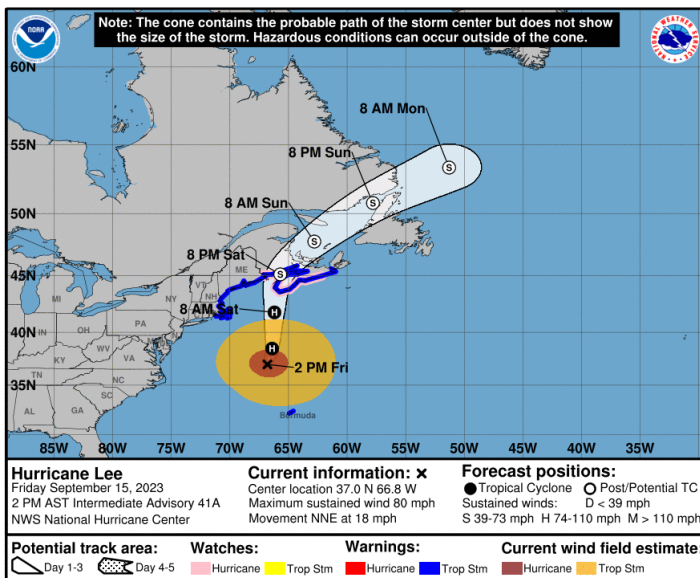 Note: The cone contains the probable path of the storm center but does not show
the size of the storm. Hazardous conditions can occur outside of the cone.
NOAA
NATIONAL WEATHER SERVICE
60N
8 AM Mon
55N
8 PM Sun
50N
8 AM Sun
8 PM Sat
45N
ME
VT
NH
MI
NY
8 AM Sat
40N
PA
IN
OH
WV
KY
VA
2 PM Fri
35N
TN
NC
SC
AL
GA
Bermuda
85W 80W 75W 70W 65W 60W 55W 50W 45W 40W 35W
S
S
S
S
H
H
Hurricane Lee
Friday September 15, 2023
2 PM AST Intermediate Advisory 41A
NWS National Hurricane Center
Current information: ×
Center location 37.0 N 66.8 W
Maximum sustained wind 80 mph
Movement NNE at 18 mph
Forecast positions:
Tropical Cyclone Post/Potential TC
Sustained winds: D < 39 mph
S 39-73 mph H 74-110 mph M > 110 mph
Potential track area:
Day 1-3 Day 4-5
Watches:
Hurricane Trop Stm
Warnings:
Hurricane Trop Stm
Current wind field estimate
Hurricane Trop Stm